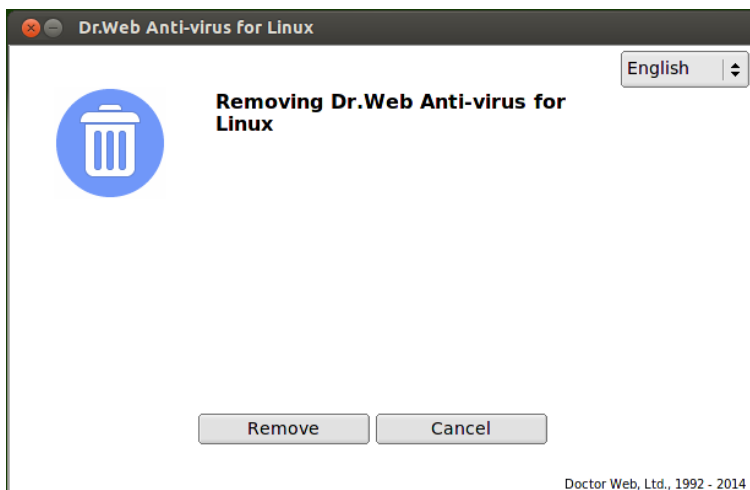 Dr.Web Anti-virus for Linux
English
Removing Dr.Web Anti-virus for
Linux
Remove
Cancel
Doctor Web, Ltd., 1992 - 2014